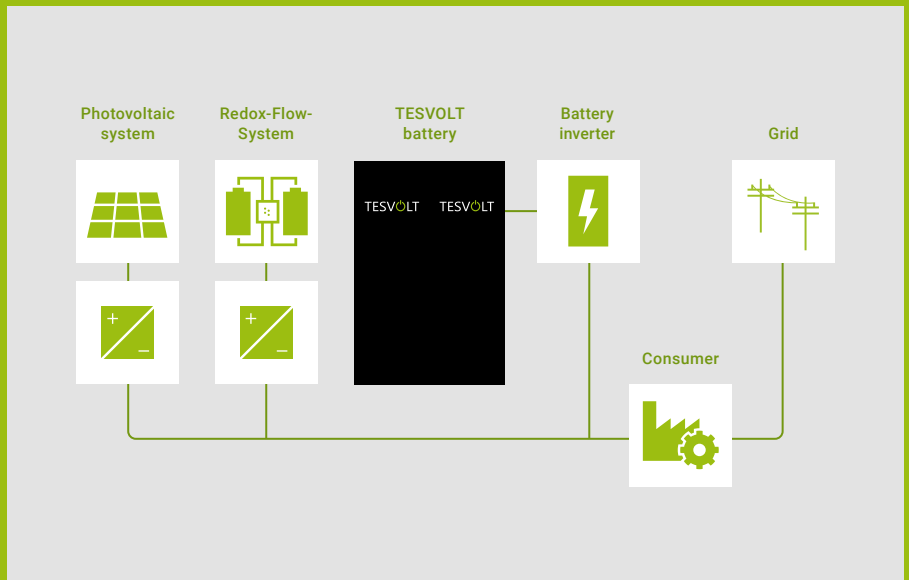 Photovoltaic
system
Redox-Flow-
System
TESVOLT
battery
Battery
inverter
Grid
TESVOLT TESVOLT
Consumer